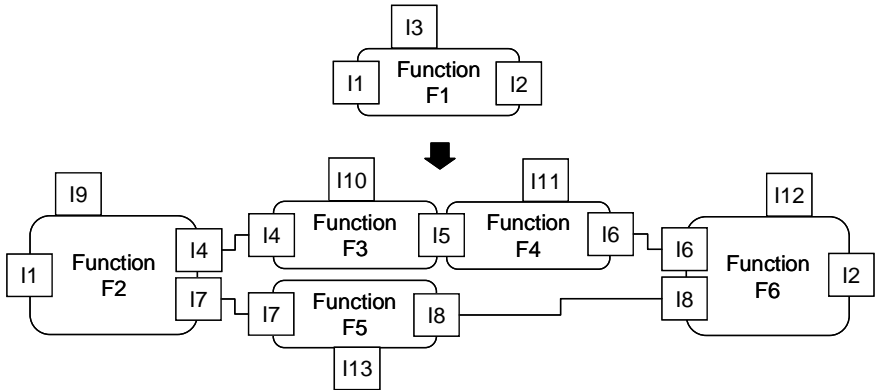 I3
I1
Function
F1
I2
I9
I10
I11
I12
I1
Function
F2
I4
I7
I4
Function
F3
I5
Function
F4
I6
I6
I8
Function
F6
I2
I7
Function
F5
I8
I13